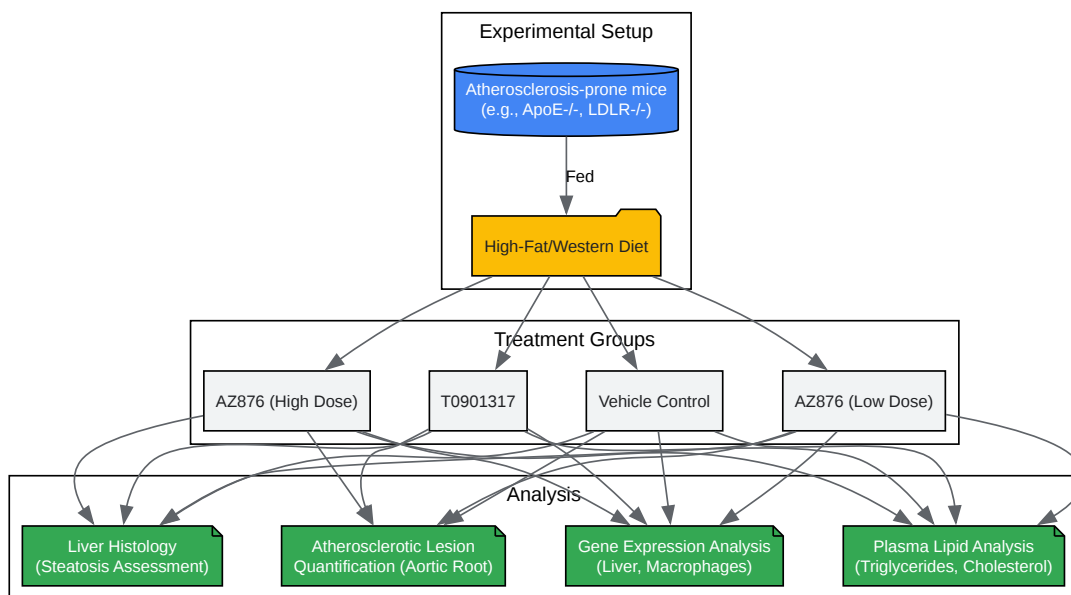 Experimental Setup
Atherosclerosis-prone mice
(e.g., ApoE-/-, LDLR-/-)
Fed
High-Fat/Western Diet
Treatment Groups
AZ876 (High Dose)
T0901317
Vehicle Control
AZ876 (Low Dose)
Analysis
Liver Histology
(Steatosis Assessment)
Atherosclerotic Lesion
Quantification (Aortic Root)
Gene Expression Analysis
(Liver, Macrophages)
Plasma Lipid Analysis
(Triglycerides, Cholesterol)